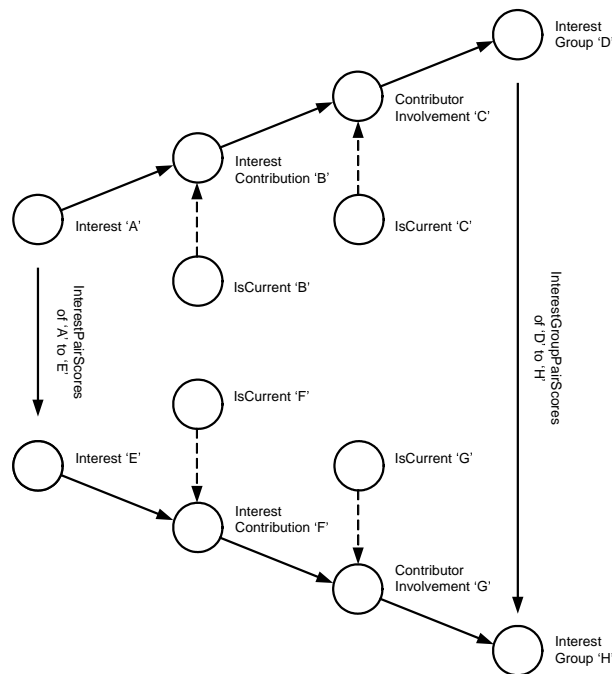 Interest
Group ‘D’
Contributor
Involvement ‘C’
Interest
Contribution ‘B’
Interest ‘A’
IsCurrent ‘C’
IsCurrent ‘B’
InterestPairScores
of ‘A’ to ‘E’
InterestGroupPairScores
of ‘D’ to ‘H’
IsCurrent ‘F’
Interest ‘E’
IsCurrent ‘G’
Interest
Contribution ‘F’
Contributor
Involvement ‘G’
Interest
Group ‘H’